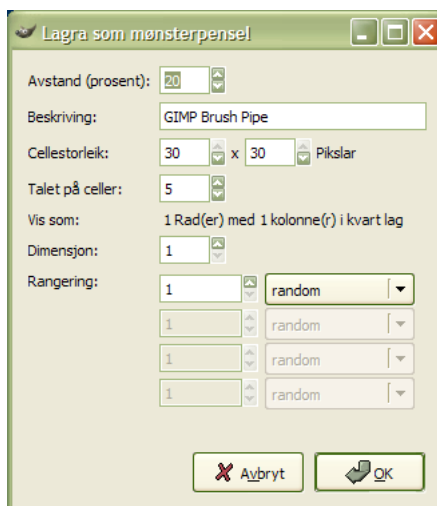 Lagra som mønsterpensel
Avstand (prosent): 20
Beskriving: GIMP Brush Pipe
Cellestorleik: 30 x 30 Pikslar
Talet på celler: 5
Vis som: 1 Rad(er) med 1 kolonne(r) i kvart lag
Dimensjon: 1
Rangering: 1 random
1 random
1 random
1 random
Avbryt OK